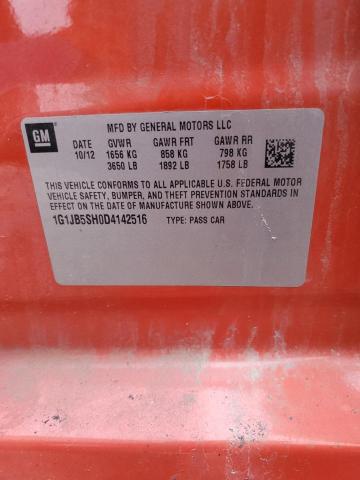 GM
MFD BY GENERAL MOTORS LLC
DATE GVWR GAWR FRT GAWR RR
10/12 1656 KG 858 KG 798 KG
3650 LB 1892 LB 1758 LB
THIS VEHICLE CONFORMS TO ALL APPLICABLE U.S. FEDERAL MOTOR
VEHICLE SAFETY, BUMPER, AND THEFT PREVENTION STANDARDS IN
EFFECT ON THE DATE OF MANUFACTURE SHOWN ABOVE.
1G1JB5SH0D4142516 TYPE: PASS CAR